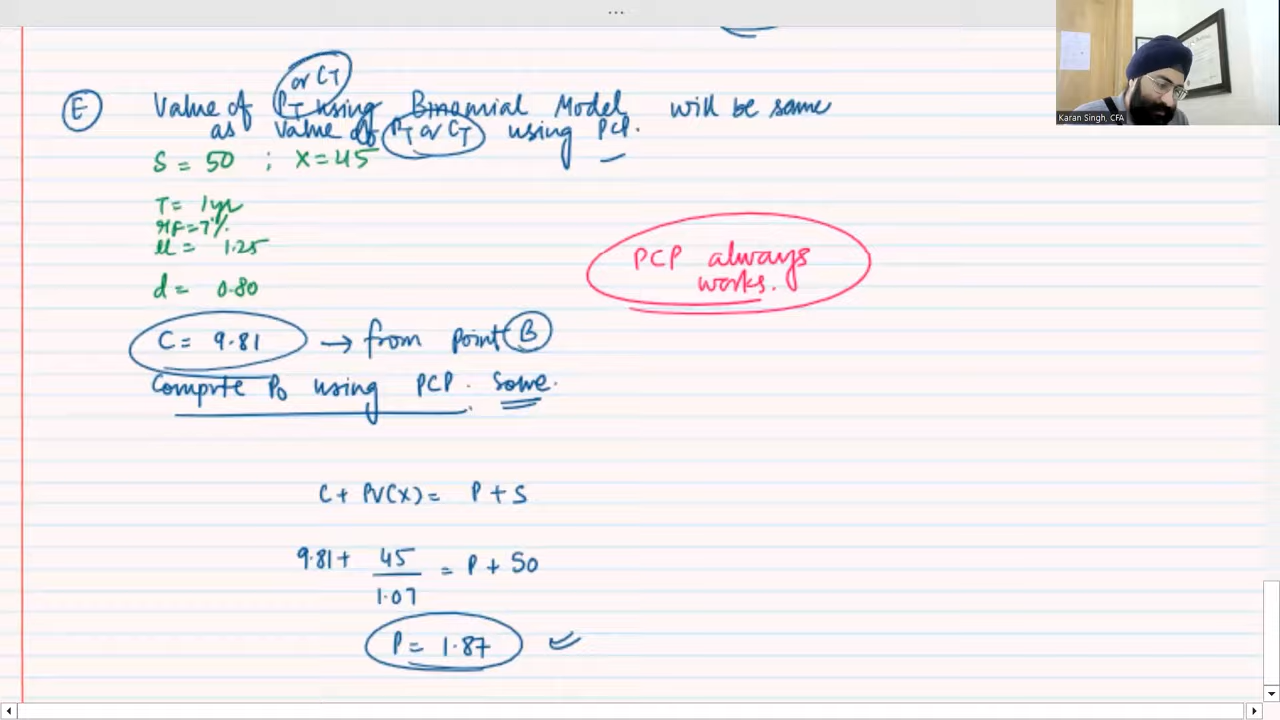 Karan Singh, CFA
or CT
E Value of PT using Binomial Model will be same
as value of PT or CT using PCP.
S = 50 ; X = 45
T = 1yr
rF = 7%
u = 1.25
d = 0.80
PCP always
works.
C = 9.81 → from point B
Compute P0 using PCP. Solve.
C + PV(X) = P + S
9.81 + 45 / 1.07 = P + 50
P = 1.87